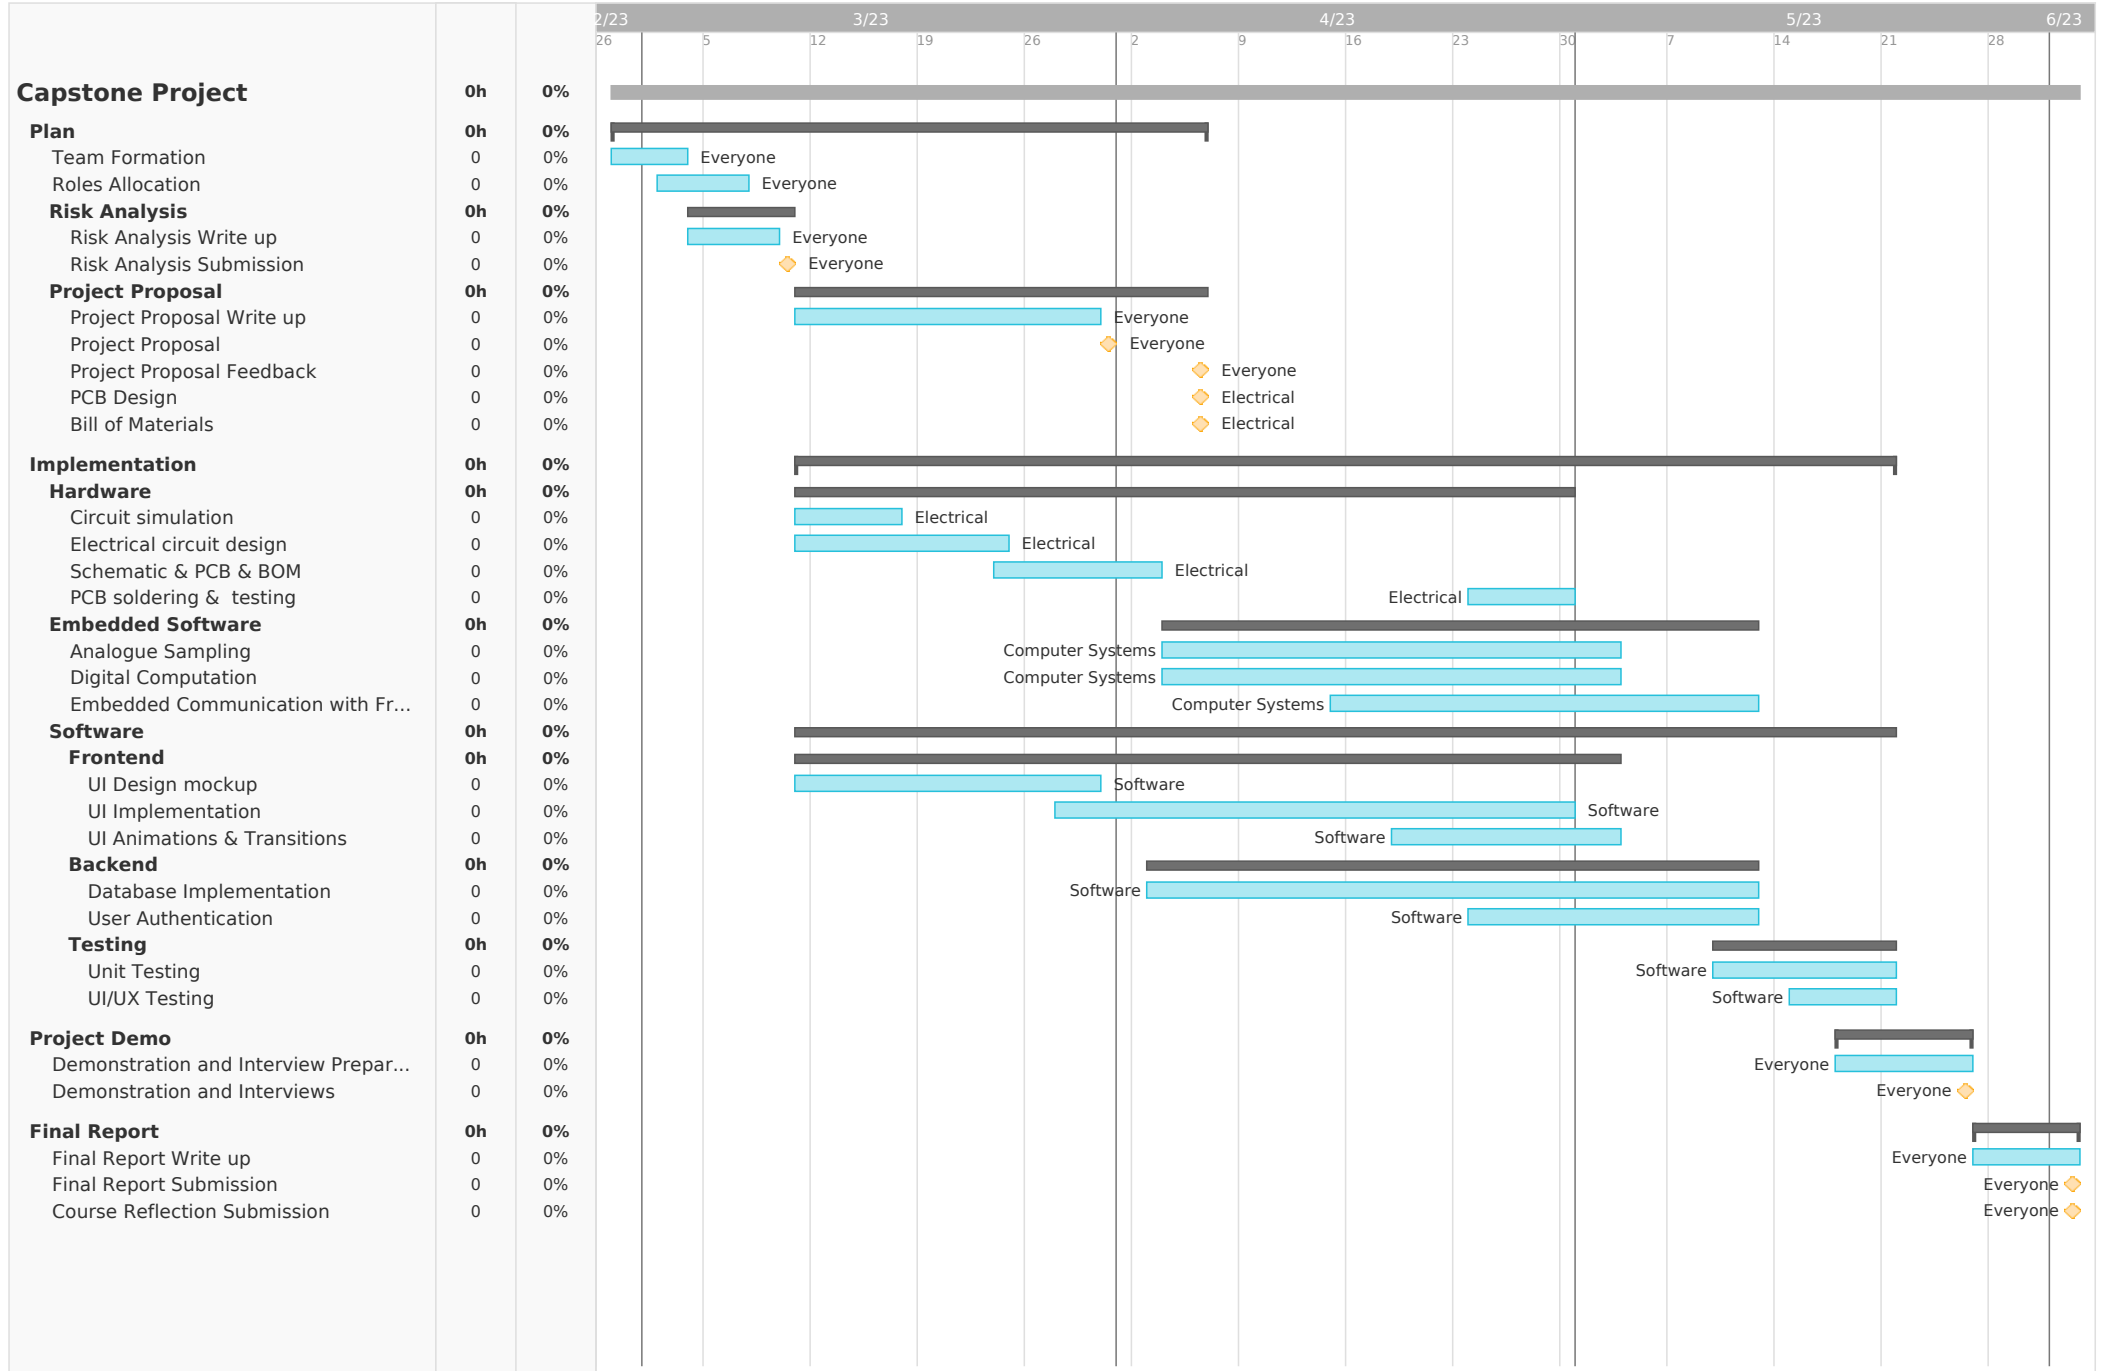 2/23 3/23 4/23 5/23 6/23
26 5 12 19 26 2 9 16 23 30 7 14 21 28
Capstone Project 0h 0%
Plan 0h 0%
Team Formation 0 0% Everyone
Roles Allocation 0 0% Everyone
Risk Analysis 0h 0%
Risk Analysis Write up 0 0% Everyone
Risk Analysis Submission 0 0% Everyone
Project Proposal 0h 0%
Project Proposal Write up 0 0% Everyone
Project Proposal 0 0% Everyone
Project Proposal Feedback 0 0% Everyone
PCB Design 0 0% Electrical
Bill of Materials 0 0% Electrical
Implementation 0h 0%
Hardware 0h 0%
Circuit simulation 0 0% Electrical
Electrical circuit design 0 0% Electrical
Schematic & PCB & BOM 0 0% Electrical
PCB soldering & testing 0 0% Electrical
Embedded Software 0h 0%
Analogue Sampling 0 0% Computer Systems
Digital Computation 0 0% Computer Systems
Embedded Communication with Fr... 0 0% Computer Systems
Software 0h 0%
Frontend 0h 0%
UI Design mockup 0 0% Software
UI Implementation 0 0% Software
UI Animations & Transitions 0 0% Software
Backend 0h 0%
Database Implementation 0 0% Software
User Authentication 0 0% Software
Testing 0h 0%
Unit Testing 0 0% Software
UI/UX Testing 0 0% Software
Project Demo 0h 0%
Demonstration and Interview Prepar... 0 0% Everyone
Demonstration and Interviews 0 0% Everyone
Final Report 0h 0%
Final Report Write up 0 0% Everyone
Final Report Submission 0 0% Everyone
Course Reflection Submission 0 0% Everyone